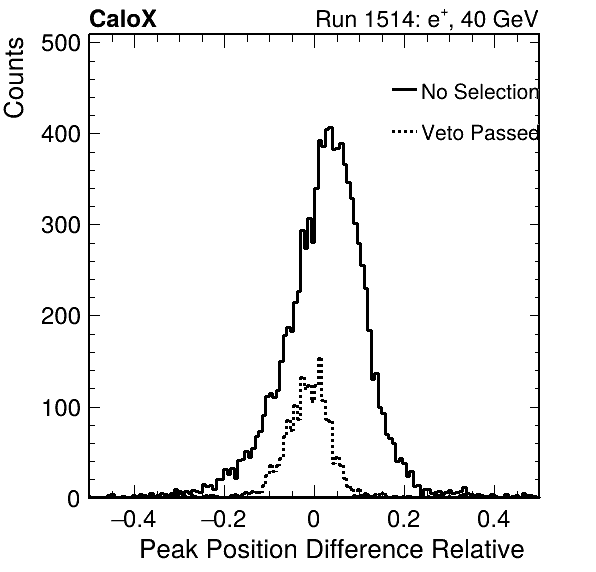 CaloX Run 1514: e⁺, 40 GeV
Counts
500
400
300
200
100
0
No Selection
Veto Passed
−0.4 −0.2 0 0.2 0.4
Peak Position Difference Relative